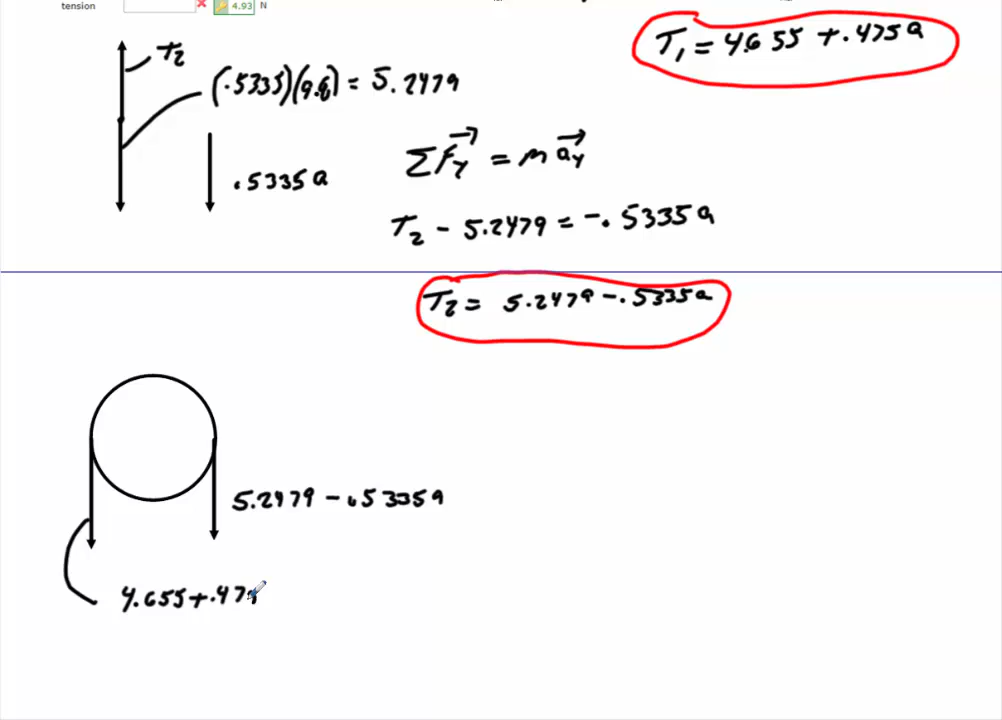 tension 4.93 N
T₁ = 4.655 + .475a
T₂
(.5335)(9.8) = 5.2479
ΣF⃗y = m a⃗y
.5335a
T₂ - 5.2479 = -.5335a
T₂ = 5.2479 - .5335a
5.2479 - .5335a
4.655 + .475